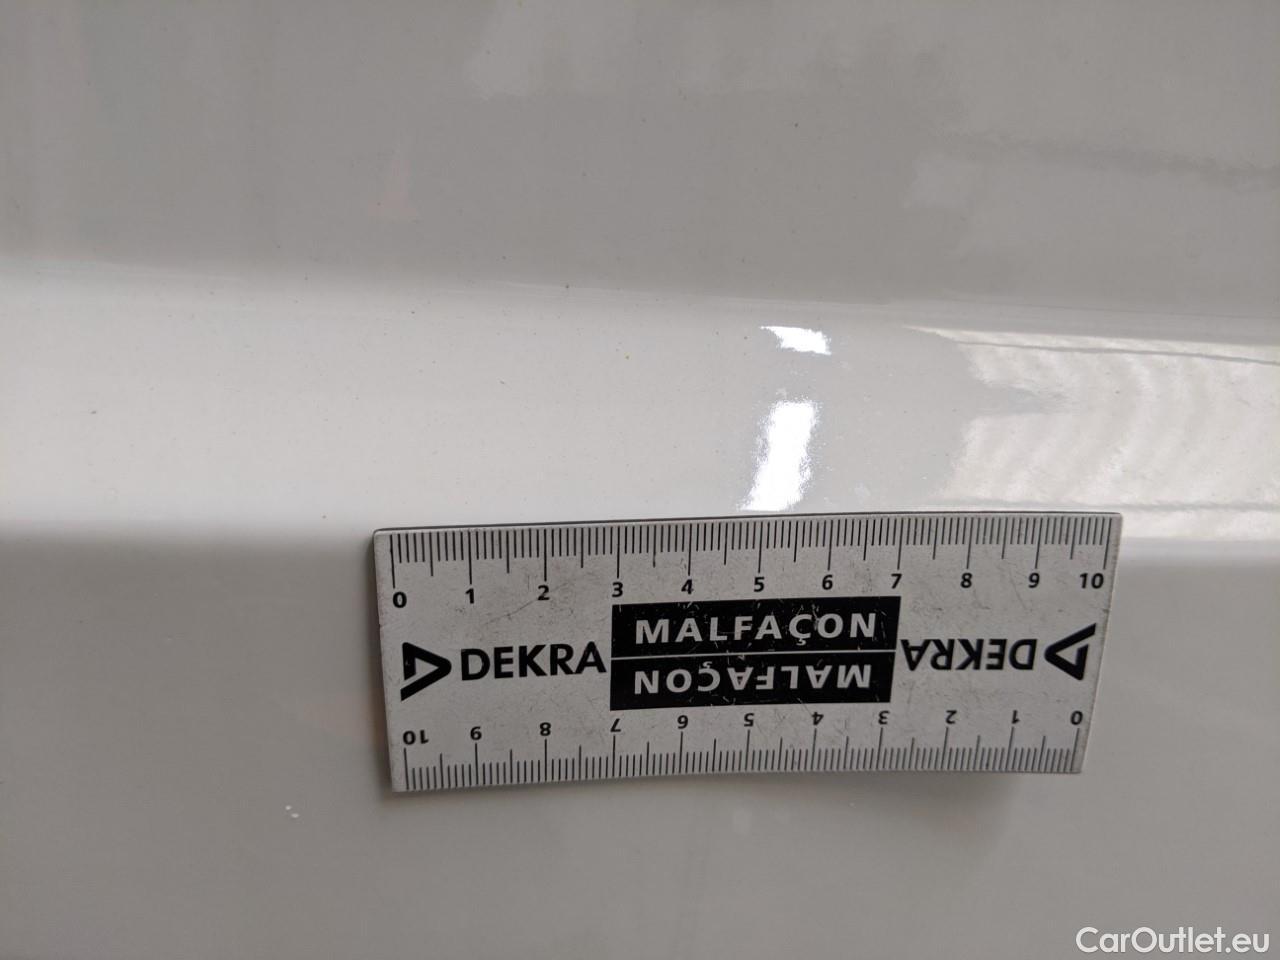 0 1 2 3 4 5 6 7 8 9 10
MALFAÇON
DEKRA
DEKRA
MALFAÇON
10 9 8 7 6 5 4 3 2 1 0
CarOutlet.eu